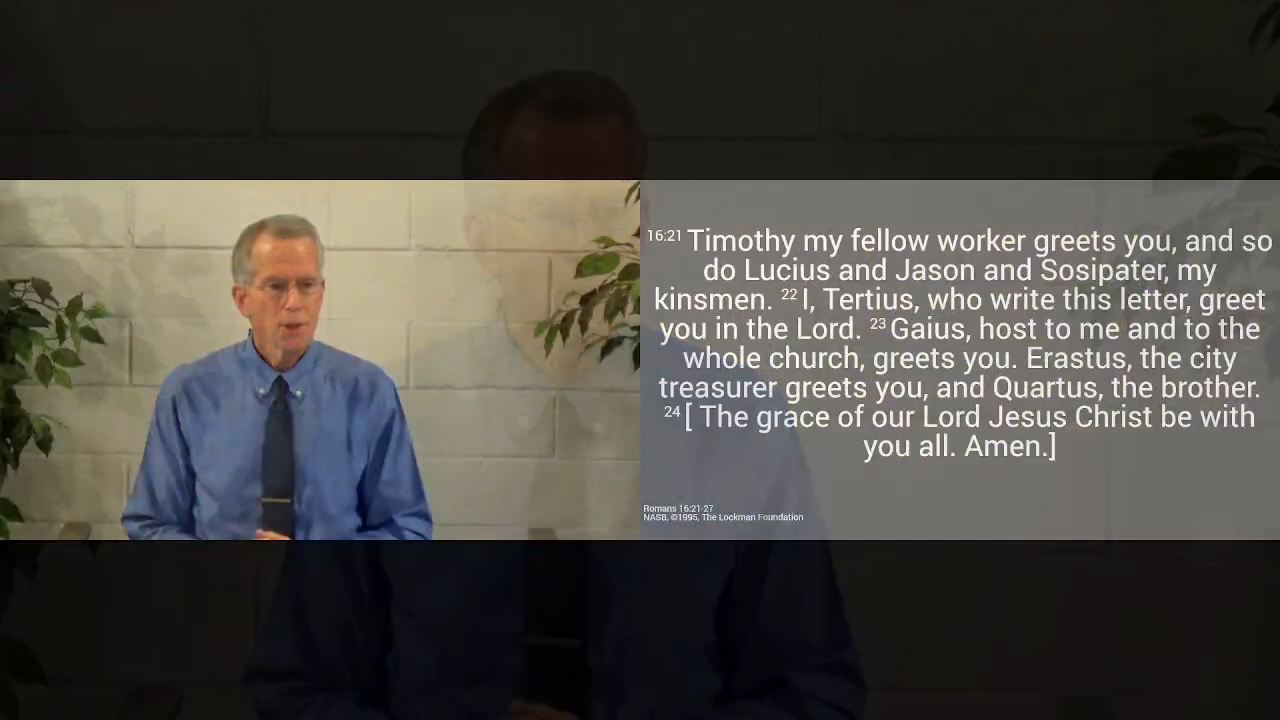 16:21 Timothy my fellow worker greets you, and so
do Lucius and Jason and Sosipater, my
kinsmen. 22 I, Tertius, who write this letter, greet
you in the Lord. 23 Gaius, host to me and to the
whole church, greets you. Erastus, the city
treasurer greets you, and Quartus, the brother.
24 [ The grace of our Lord Jesus Christ be with
you all. Amen.]
Romans 16:21-27
NASB, ©1995, The Lockman Foundation